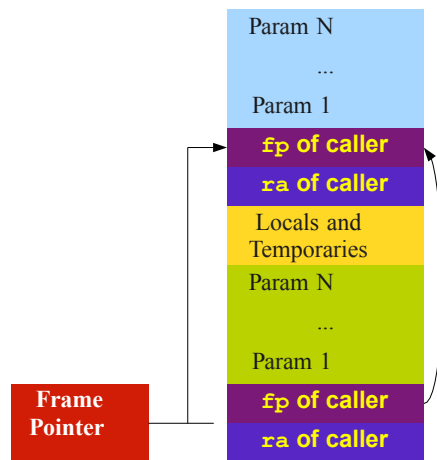 Param N
...
Param 1
fp of caller
ra of caller
Locals and
Temporaries
Param N
...
Param 1
fp of caller
ra of caller
Frame
Pointer